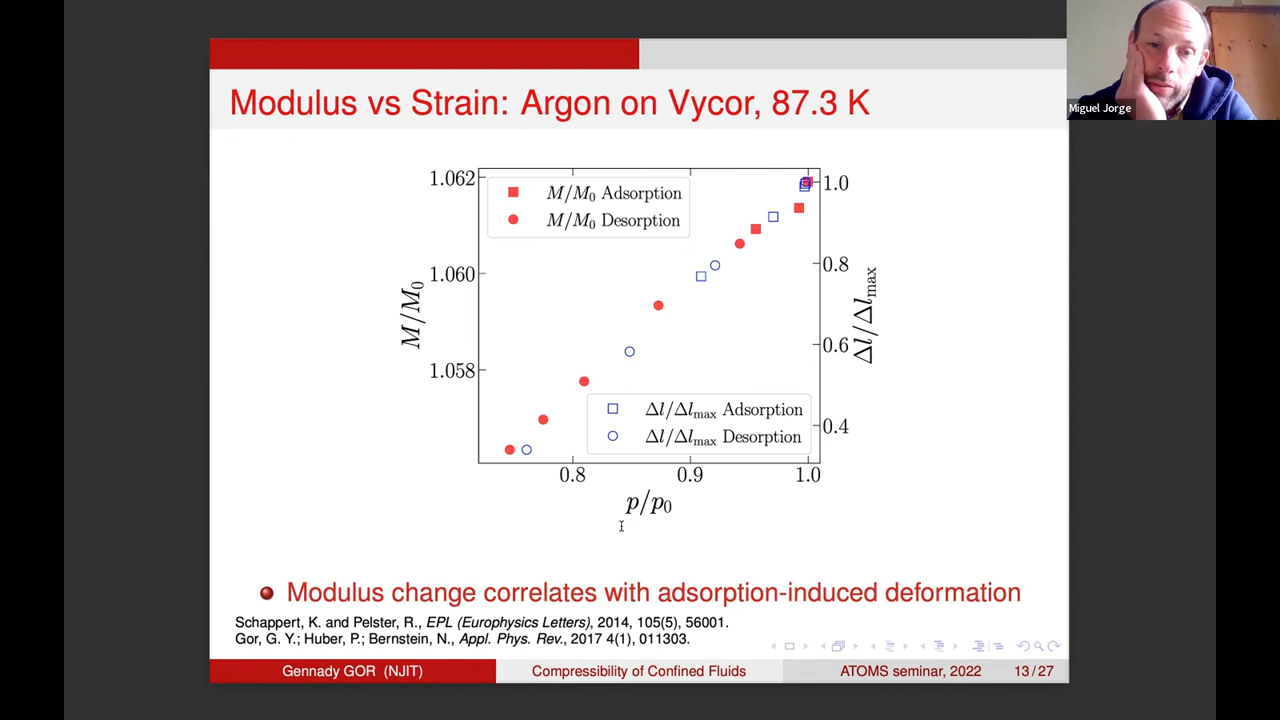 Miguel Jorge
Modulus vs Strain: Argon on Vycor, 87.3 K
1.062
1.060
1.058
M/M₀
M/M₀ Adsorption
M/M₀ Desorption
Δl/Δl_max Adsorption
Δl/Δl_max Desorption
1.0
0.8
0.6
0.4
Δl/Δl_max
0.8 0.9 1.0
p/p₀
Modulus change correlates with adsorption-induced deformation
Schappert, K. and Pelster, R., EPL (Europhysics Letters), 2014, 105(5), 56001.
Gor, G. Y.; Huber, P.; Bernstein, N., Appl. Phys. Rev., 2017 4(1), 011303.
Gennady GOR (NJIT) Compressibility of Confined Fluids ATOMS seminar, 2022 13/27